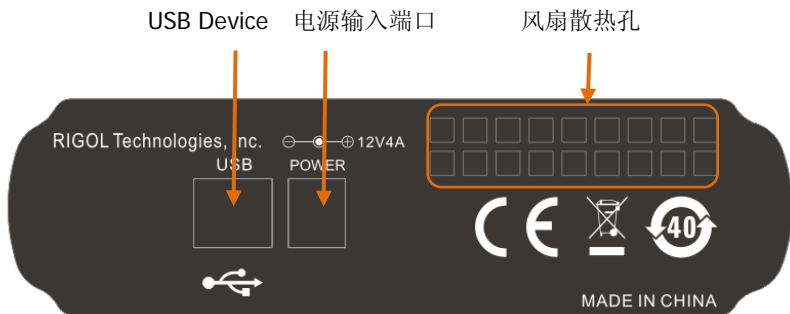 USB Device 电源输入端口 风扇散热孔
RIGOL Technologies, Inc. 12V4A
USB POWER
CE 40
MADE IN CHINA